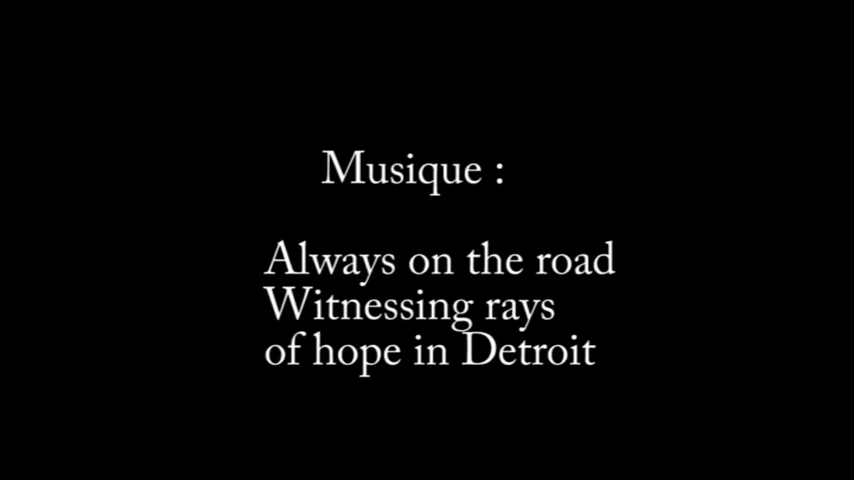 Musique :
Always on the road
Witnessing rays
of hope in Detroit